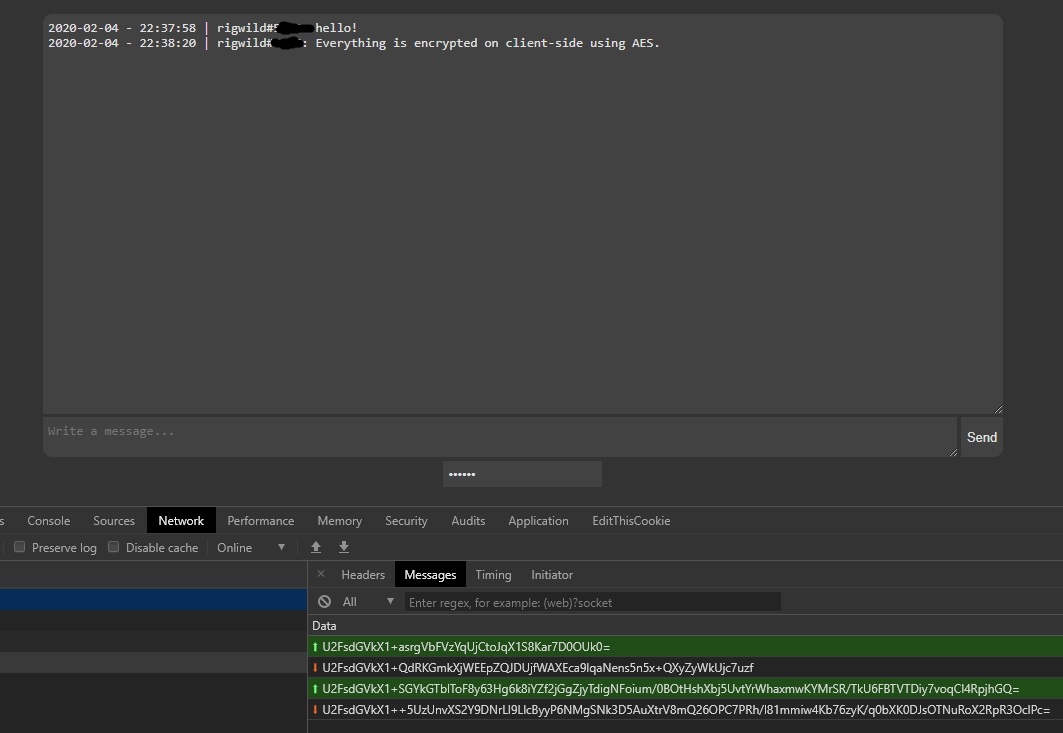 2020-02-04 - 22:37:58 | rigwild# hello!
2020-02-04 - 22:38:20 | rigwild# : Everything is encrypted on client-side using AES.
Write a message...
Send
••••••
s Console Sources Network Performance Memory Security Audits Application EditThisCookie
Preserve log Disable cache Online
× Headers Messages Timing Initiator
All Enter regex, for example: (web)?socket
Data
U2FsdGVkX1+asrgVbFVzYqUjCtoJqX1S8Kar7D0OUk0=
U2FsdGVkX1+QdRKGmkXjWEEpZQJDUjfWAXEca9lqaNens5n5x+QXyZyWkUjc7uzf
U2FsdGVkX1+SGYkGTblToF8y63Hg6k8iYZf2jGgZjyTdigNFoium/0BOtHshXbj5UvtYrWhaxmwKYMrSR/TkU6FBTVTDiy7voqCl4RpjhGQ=
U2FsdGVkX1++5UzUnvXS2Y9DNrLl9LlcByyP6NMgSNk3D5AuXtrV8mQ26OPC7PRh/l81mmiw4Kb76zyK/q0bXK0DJsOTNuRoX2RpR3OcIPc=